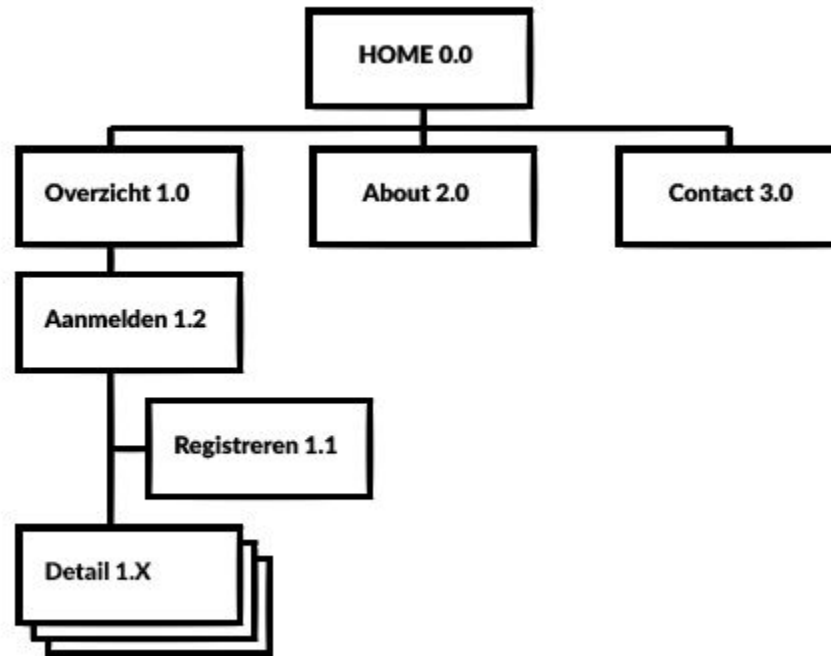 HOME 0.0
Overzicht 1.0
About 2.0
Contact 3.0
Aanmelden 1.2
Registreren 1.1
Detail 1.X